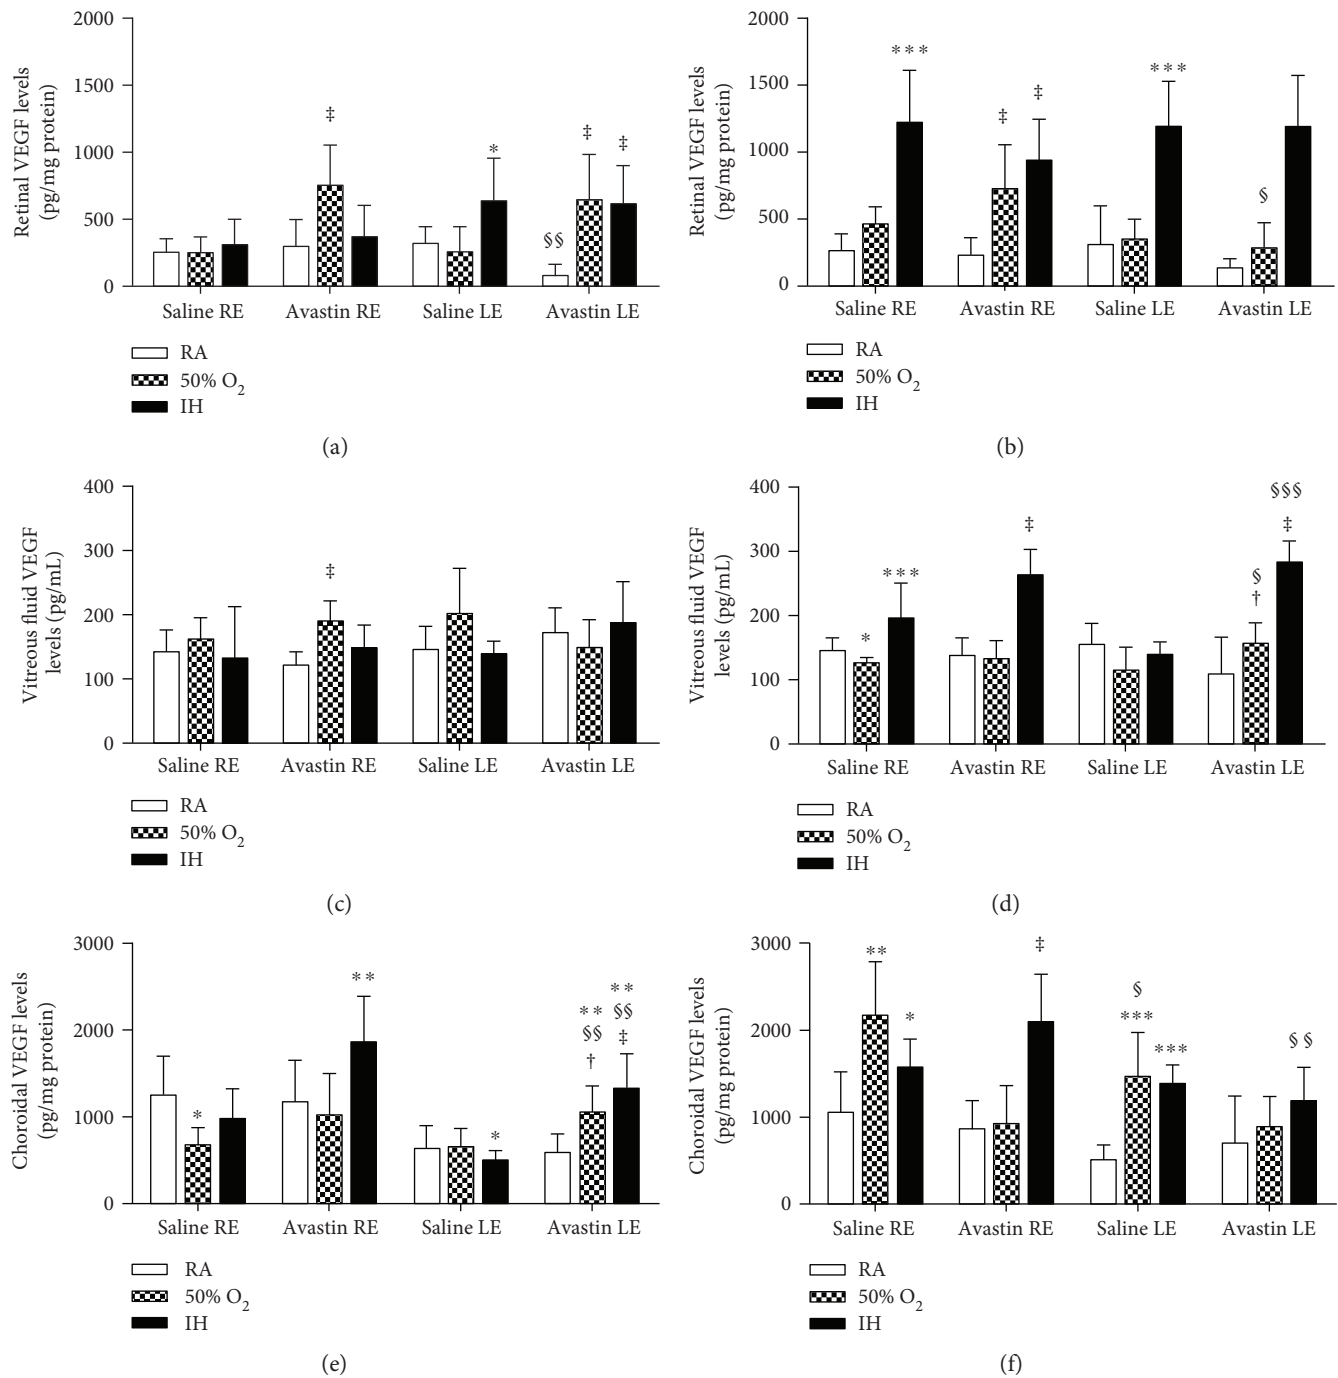 Retinal VEGF levels
(pg/mg protein)
2000
1500
1000
500
0
‡
*
§§
‡
‡
Saline RE
Avastin RE
Saline LE
Avastin LE
RA
50% O2
IH
(a)
Retinal VEGF levels
(pg/mg protein)
2000
1500
1000
500
0
***
‡
‡
***
§
Saline RE
Avastin RE
Saline LE
Avastin LE
RA
50% O2
IH
(b)
Vitreous fluid VEGF
levels (pg/mL)
400
300
200
100
0
‡
Saline RE
Avastin RE
Saline LE
Avastin LE
RA
50% O2
IH
(c)
Vitreous fluid VEGF
levels (pg/mL)
400
300
200
100
0
*
***
‡
§
†
§§§
‡
Saline RE
Avastin RE
Saline LE
Avastin LE
RA
50% O2
IH
(d)
Choroidal VEGF levels
(pg/mg protein)
3000
2000
1000
0
*
**
*
**
§§
†
**
§§
‡
Saline RE
Avastin RE
Saline LE
Avastin LE
RA
50% O2
IH
(e)
Choroidal VEGF levels
(pg/mg protein)
3000
2000
1000
0
**
*
‡
§
***
***
§§
Saline RE
Avastin RE
Saline LE
Avastin LE
RA
50% O2
IH
(f)